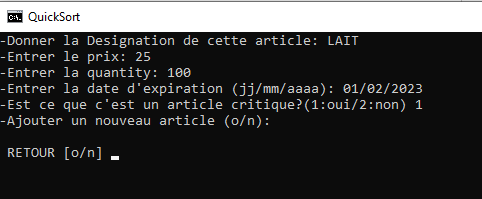 QuickSort
-Donner la Designation de cette article: LAIT
-Entrer le prix: 25
-Entrer la quantity: 100
-Entrer la date d'expiration (jj/mm/aaaa): 01/02/2023
-Est ce que c'est un article critique?(1:oui/2:non) 1
-Ajouter un nouveau article (o/n):
RETOUR [o/n]